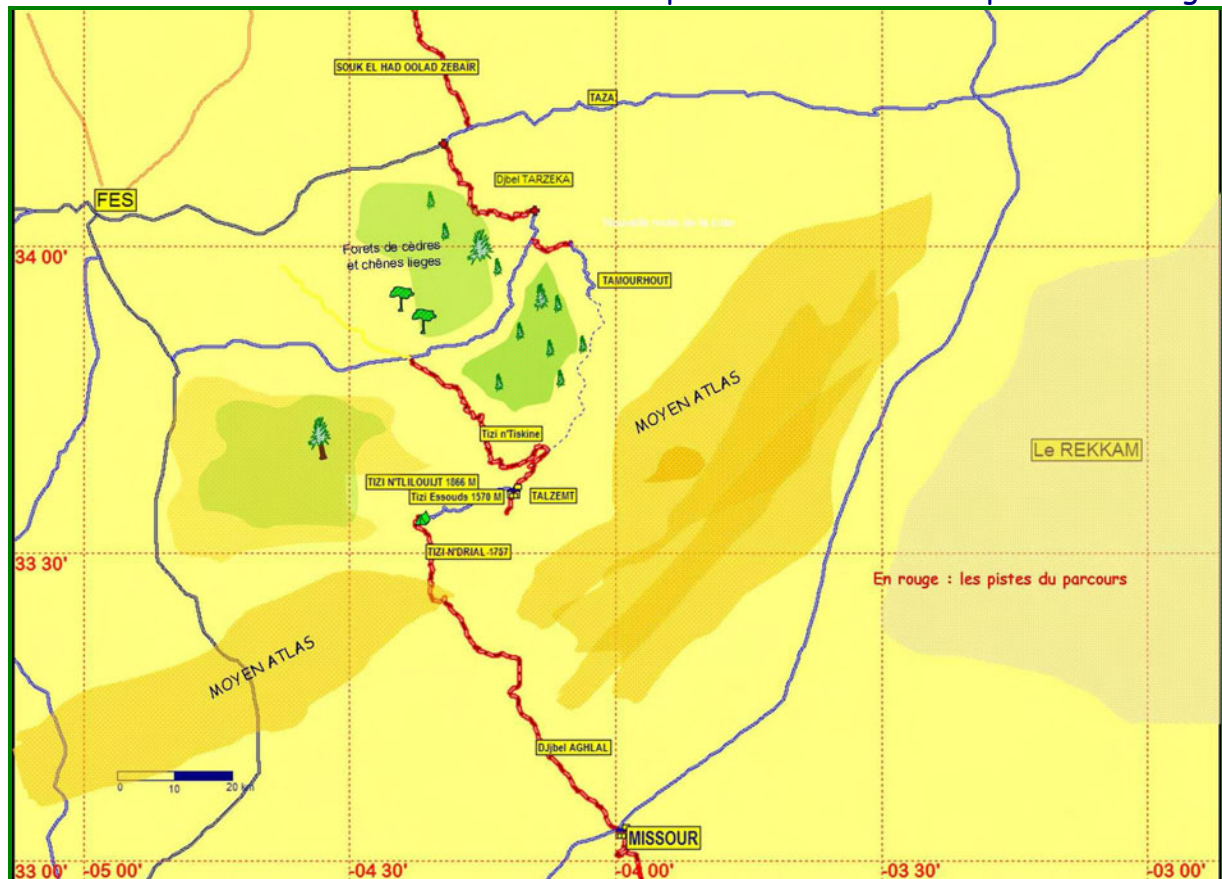 SOUK EL HAD OOLAD ZEBAÏR
TAZA
Djbel TARZEKA
FES
Forets de cèdres
et chênes lieges
34 00'
TAMOURHOUT
MOYEN ATLAS
Tizi n'Tiskine
Le REKKAM
TIZI N'TLILOUIJT 1866 M
Tizi Essouds 1570 M
TALZEMT
TIZI-N'DRIAL-1757
33 30'
En rouge : les pistes du parcours
MOYEN ATLAS
DJjbel AGHLAL
0 10 20 km
MISSOUR
33 00' -05 00' -04 30' -04 00' -03 30' -03 00'